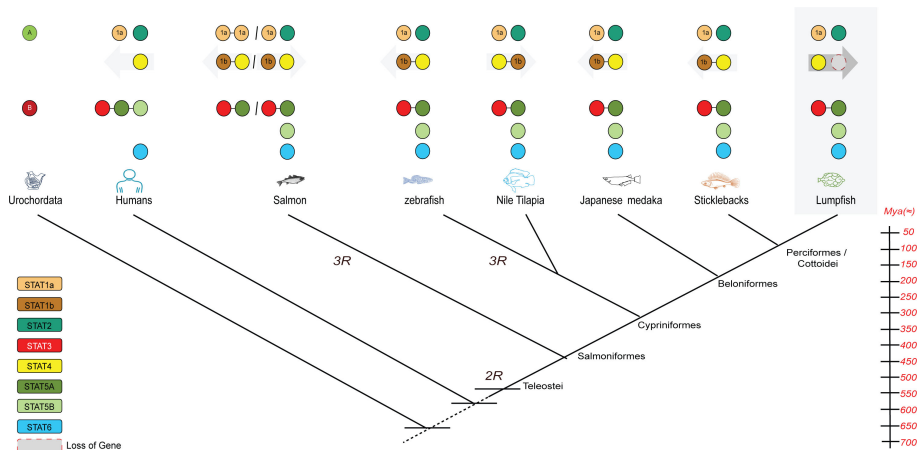 A 1a 1a 1a / 1a 1a 1a 1a 1a 1a
1b / 1b 1b 1b 1b 1b
B /
Urochordata Humans Salmon zebrafish Nile Tilapia Japanese medaka Sticklebacks Lumpfish
Mya(≈)
50
100
150
200
250
300
350
400
450
500
550
600
650
700
3R 3R
Perciformes /
Cottoidei
Beloniformes
Cypriniformes
Salmoniformes
2R
Teleostei
STAT1a
STAT1b
STAT2
STAT3
STAT4
STAT5A
STAT5B
STAT6
Loss of Gene